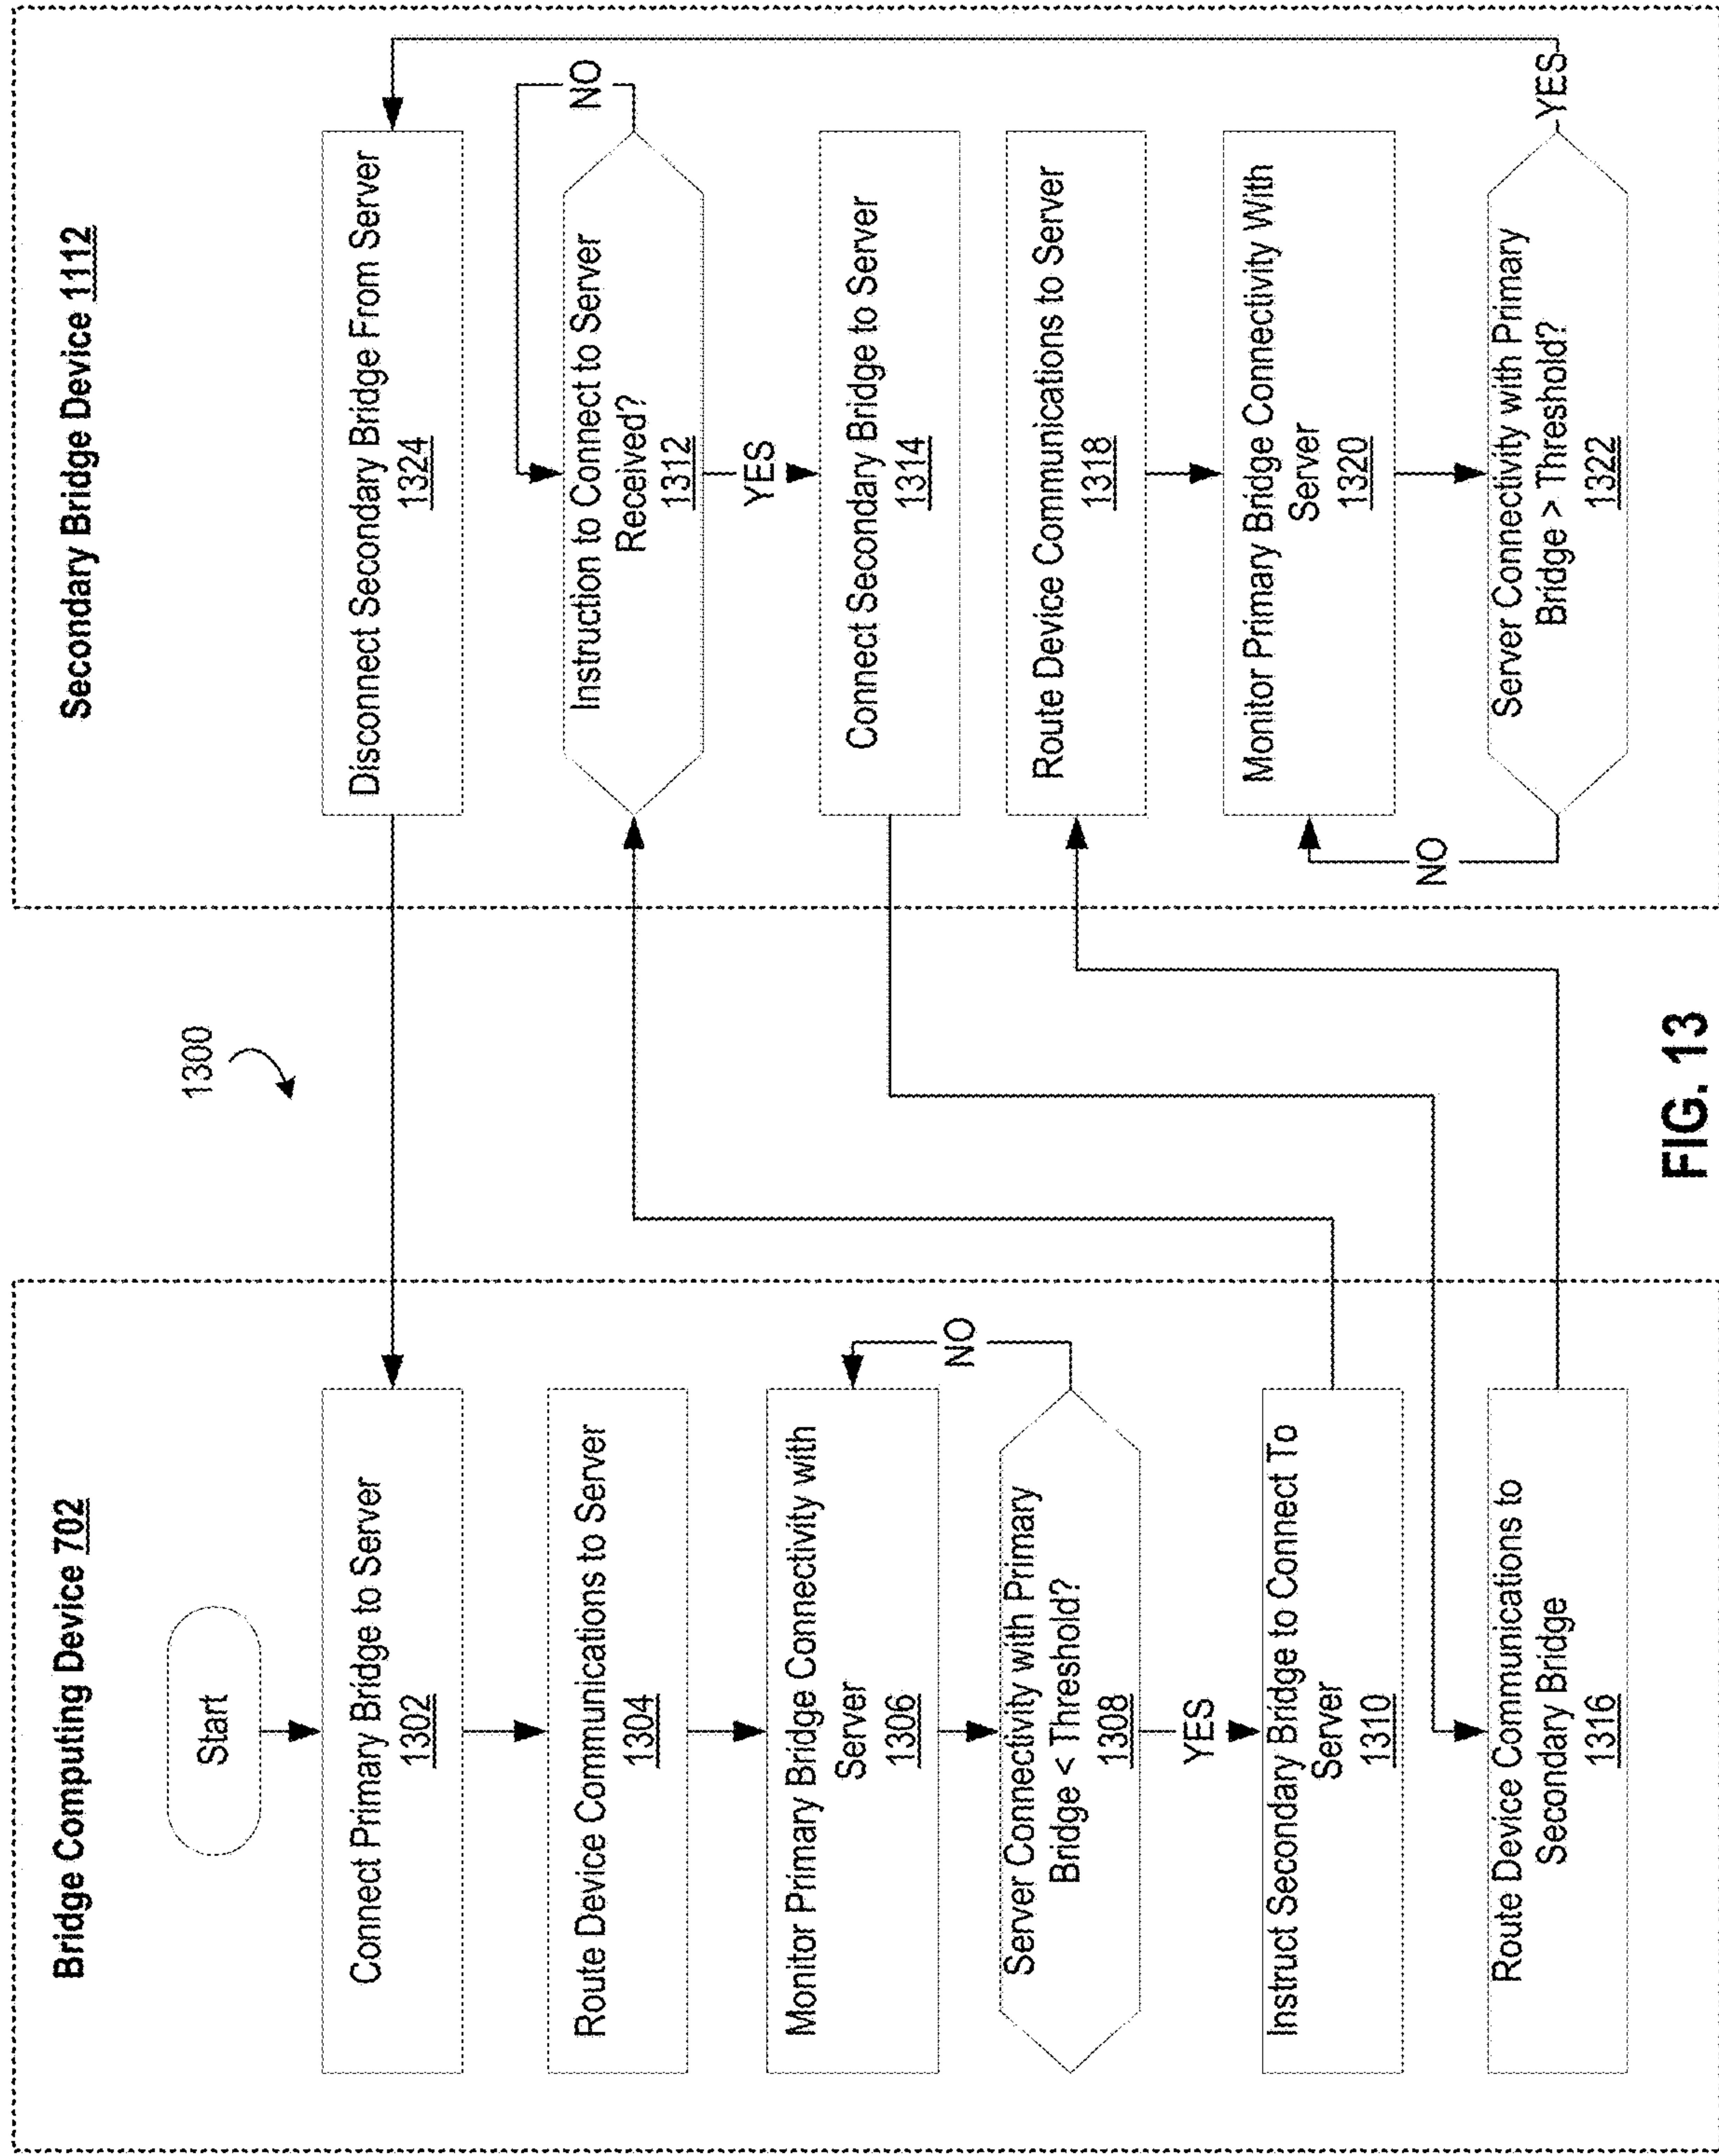 1300
Bridge Computing Device 702
Start
Connect Primary Bridge to Server
1302
Route Device Communications to Server
1304
Monitor Primary Bridge Connectivity with
Server
1306
Server Connectivity with Primary
Bridge < Threshold?
1308
NO
YES
Instruct Secondary Bridge to Connect To
Server
1310
Route Device Communications to
Secondary Bridge
1316
Secondary Bridge Device 1112
Disconnect Secondary Bridge From Server
1324
Instruction to Connect to Server
Received?
1312
NO
YES
Connect Secondary Bridge to Server
1314
Route Device Communications to Server
1318
Monitor Primary Bridge Connectivity With
Server
1320
Server Connectivity with Primary
Bridge > Threshold?
1322
NO
YES
FIG. 13